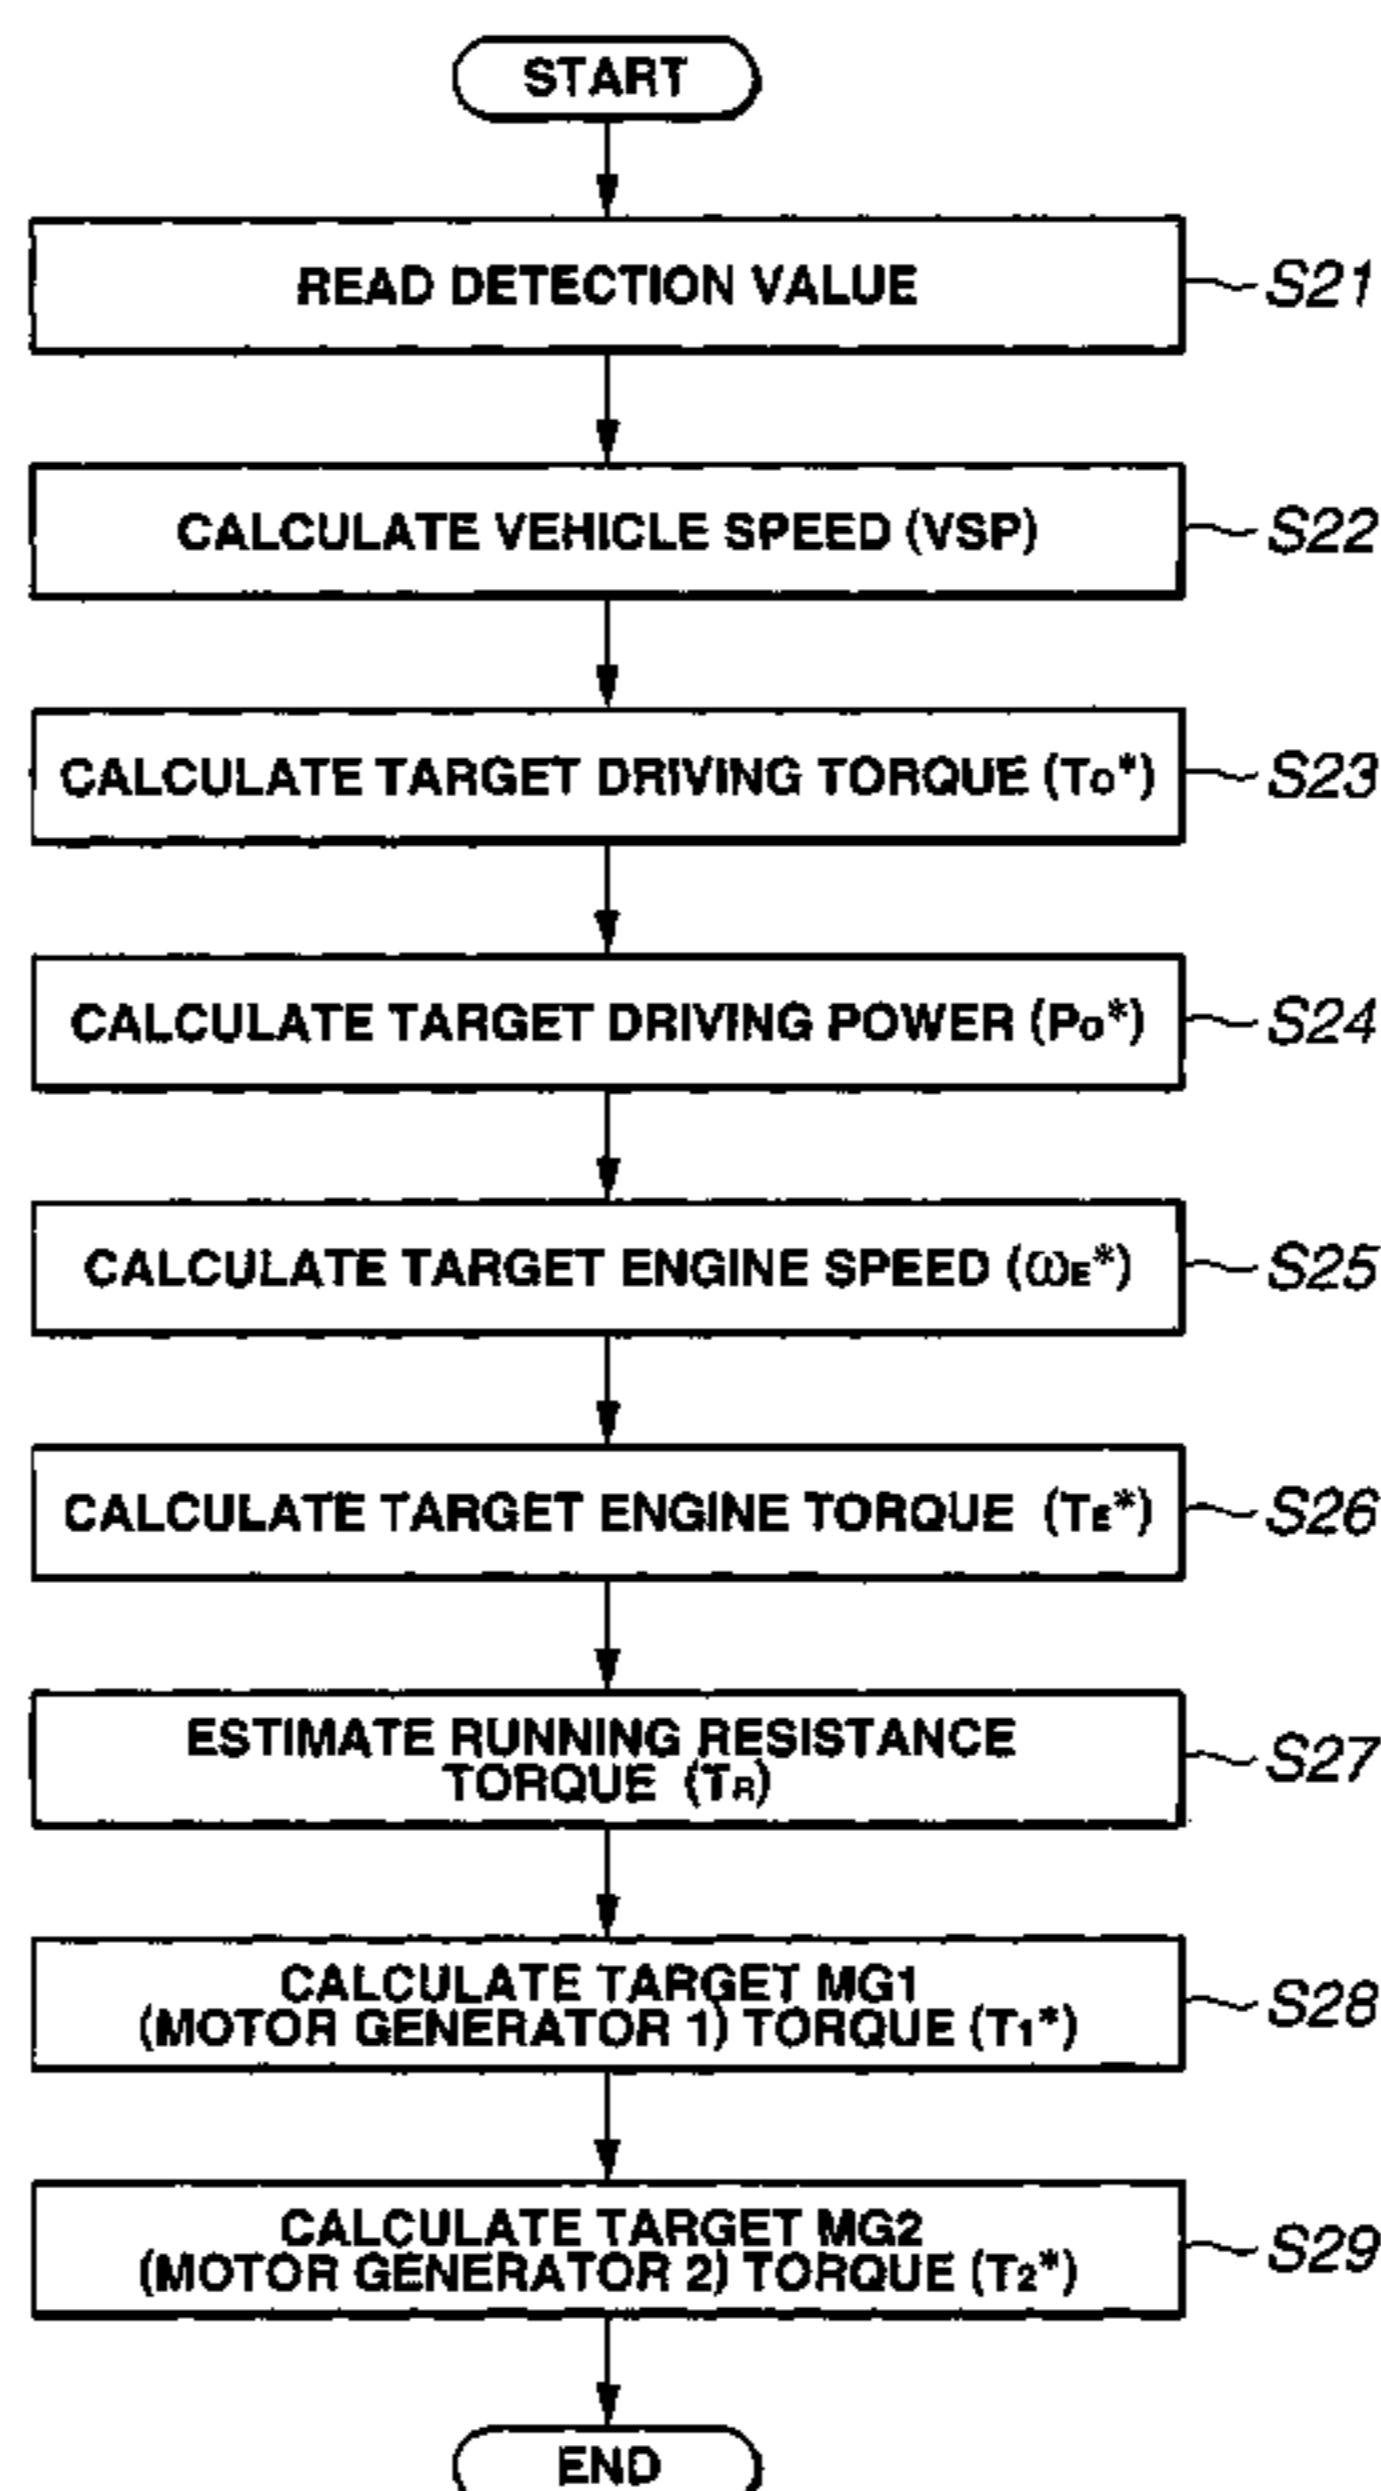 START
READ DETECTION VALUE
S21
CALCULATE VEHICLE SPEED (VSP)
S22
CALCULATE TARGET DRIVING TORQUE (TO*)
S23
CALCULATE TARGET DRIVING POWER (PO*)
S24
CALCULATE TARGET ENGINE SPEED (ωE*)
S25
CALCULATE TARGET ENGINE TORQUE (TE*)
S26
ESTIMATE RUNNING RESISTANCE
TORQUE (TR)
S27
CALCULATE TARGET MG1
(MOTOR GENERATOR 1) TORQUE (T1*)
S28
CALCULATE TARGET MG2
(MOTOR GENERATOR 2) TORQUE (T2*)
S29
END